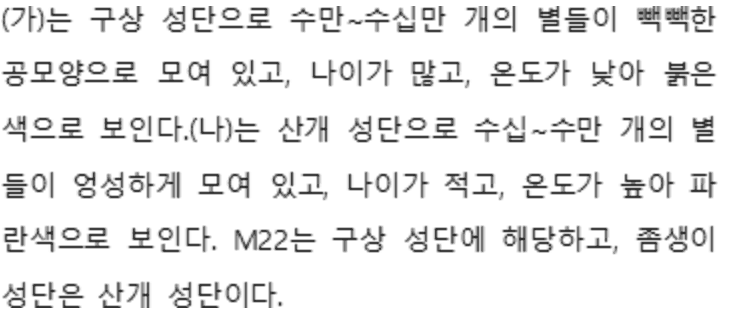 (가)는 구상 성단으로 수만~수십만 개의 별들이 빽빽한
공모양으로 모여 있고, 나이가 많고, 온도가 낮아 붉은
색으로 보인다.(나)는 산개 성단으로 수십~수만 개의 별
들이 엉성하게 모여 있고, 나이가 적고, 온도가 높아 파
란색으로 보인다. M22는 구상 성단에 해당하고, 좀생이
성단은 산개 성단이다.